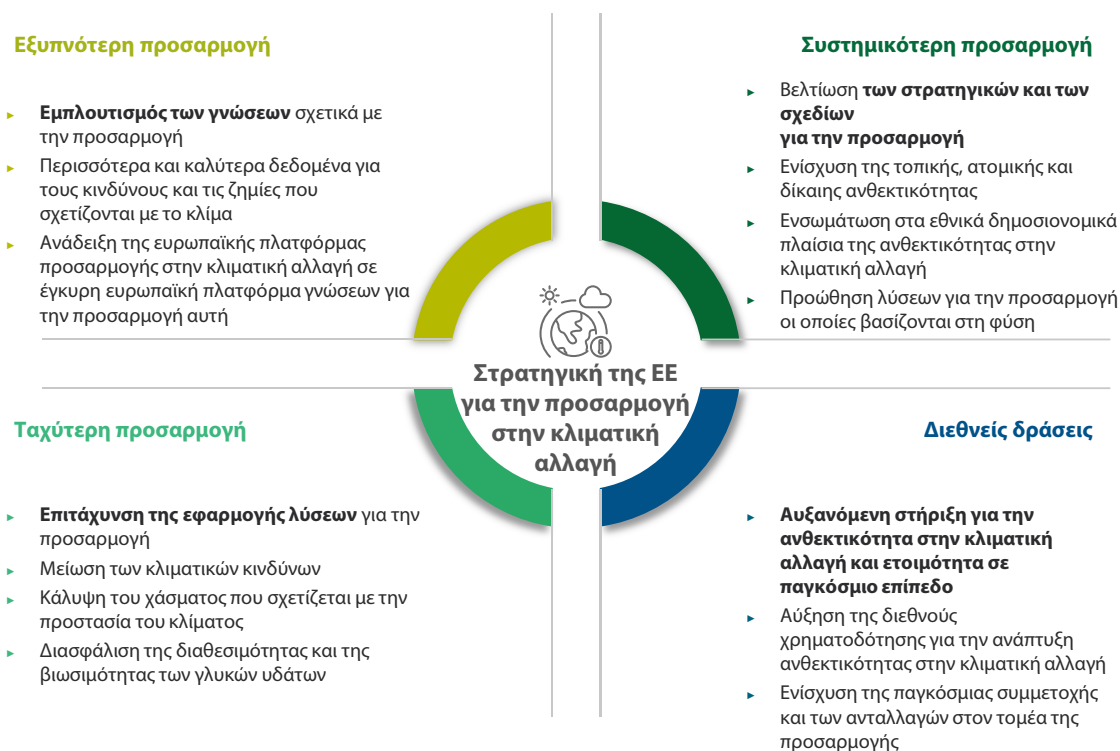 Εξυπνότερη προσαρμογή
► Εμπλουτισμός των γνώσεων σχετικά με
την προσαρμογή
► Περισσότερα και καλύτερα δεδομένα για
τους κινδύνους και τις ζημίες που
σχετίζονται με το κλίμα
► Ανάδειξη της ευρωπαϊκής πλατφόρμας
προσαρμογής στην κλιματική αλλαγή σε
έγκυρη ευρωπαϊκή πλατφόρμα γνώσεων για
την προσαρμογή αυτή
Συστημικότερη προσαρμογή
► Βελτίωση των στρατηγικών και των
σχεδίων
για την προσαρμογή
► Ενίσχυση της τοπικής, ατομικής και
δίκαιης ανθεκτικότητας
► Ενσωμάτωση στα εθνικά δημοσιονομικά
πλαίσια της ανθεκτικότητας στην
κλιματική αλλαγή
► Προώθηση λύσεων για την προσαρμογή
οι οποίες βασίζονται στη φύση
Στρατηγική της ΕΕ
για την προσαρμογή
στην κλιματική
αλλαγή
Ταχύτερη προσαρμογή
► Επιτάχυνση της εφαρμογής λύσεων για την
προσαρμογή
► Μείωση των κλιματικών κινδύνων
► Κάλυψη του χάσματος που σχετίζεται με την
προστασία του κλίματος
► Διασφάλιση της διαθεσιμότητας και της
βιωσιμότητας των γλυκών υδάτων
Διεθνείς δράσεις
► Αυξανόμενη στήριξη για την
ανθεκτικότητα στην κλιματική
αλλαγή και ετοιμότητα σε
παγκόσμιο επίπεδο
► Αύξηση της διεθνούς
χρηματοδότησης για την ανάπτυξη
ανθεκτικότητας στην κλιματική αλλαγή
► Ενίσχυση της παγκόσμιας συμμετοχής
και των ανταλλαγών στον τομέα της
προσαρμογής